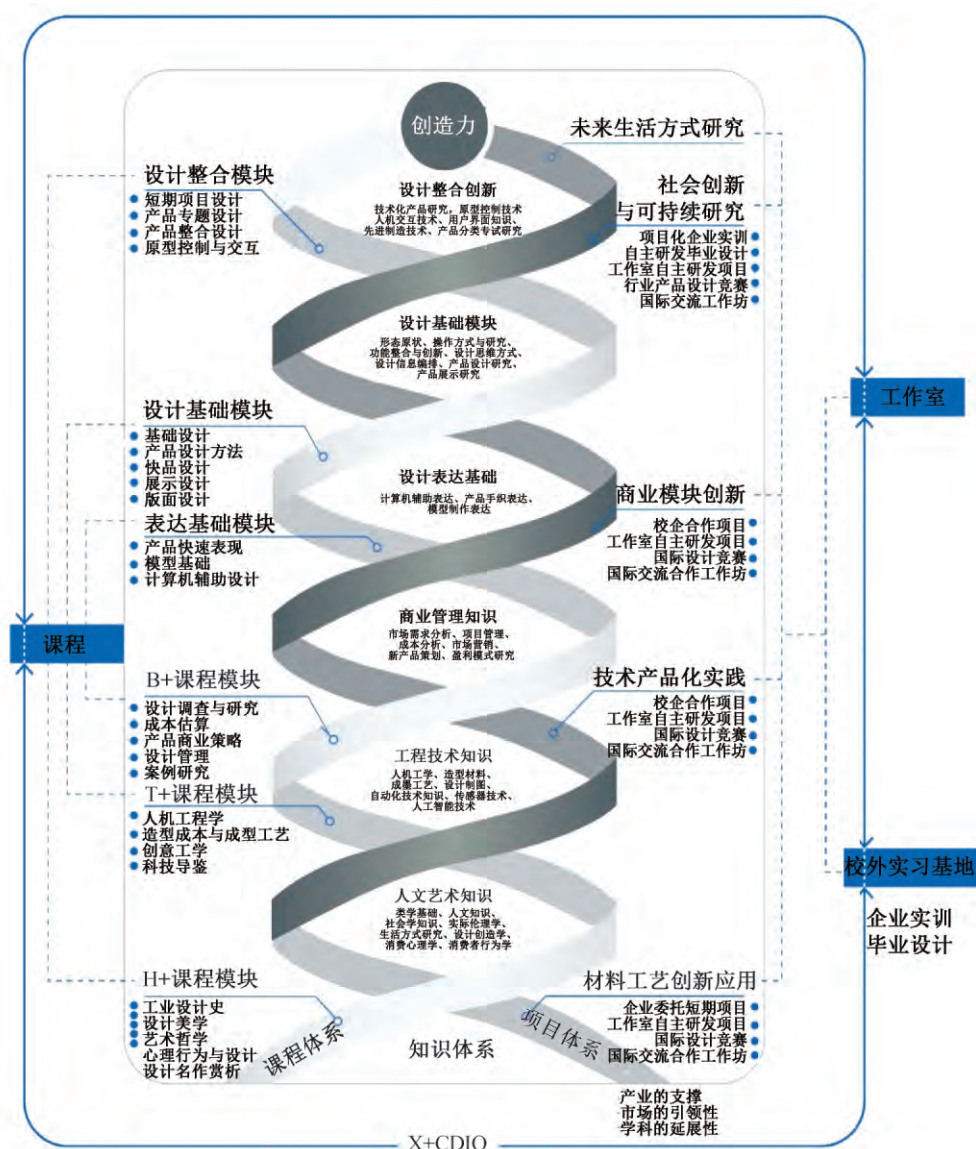 创造力
未来生活方式研究
设计整合模块
短期项目设计
产品专题设计
产品整合设计
原型控制与交互
设计整合创新
技术化产品研究，原型控制技术
人机交互技术、用户界面知识、
先进制造技术、产品分类专试研究
社会创新
与可持续研究
项目化企业实训
自主研发毕业设计
工作室自主研发项目
行业产品设计竞赛
国际交流工作坊
设计基础模块
形态原状、操作方式与研究、
功能整合与创新、设计思维方式、
设计信息编排、产品设计研究、
产品展示研究
工作室
设计基础模块
基础设计
产品设计方法
快品设计
展示设计
版面设计
设计表达基础
计算机辅助表达、产品手织表达、
模型制作表达
商业模块创新
校企合作项目
工作室自主研发项目
国际设计竞赛
国际交流合作工作坊
表达基础模块
产品快速表现
模型基础
计算机辅助设计
课程
商业管理知识
市场需求分析、项目管理、
成本分析、市场营销、
新产品策划、盈利模式研究
B+课程模块
设计调查与研究
成本估算
产品商业策略
设计管理
案例研究
技术产品化实践
校企合作项目
工作室自主研发项目
国际设计竞赛
国际交流合作工作坊
工程技术知识
人机工学、造型材料、
成墨工艺、设计制图、
自动化技术知识、传感器技术、
人工智能技术
T+课程模块
人机工程学
造型成本与成型工艺
创意工学
科技导鉴
校外实习基地
企业实训
毕业设计
人文艺术知识
类学基础、人文知识、
社会学知识、实际伦理学、
生活方式研究、设计创造学、
消费心理学、消费者行为学
H+课程模块
工业设计史
设计美学
艺术哲学
心理行为与设计
设计名作赏析
材料工艺创新应用
企业委托短期项目
工作室自主研发项目
国际设计竞赛
国际交流合作工作坊
课程体系
知识体系
项目体系
产业的支撑
市场的引领性
学科的延展性
X+CDIO